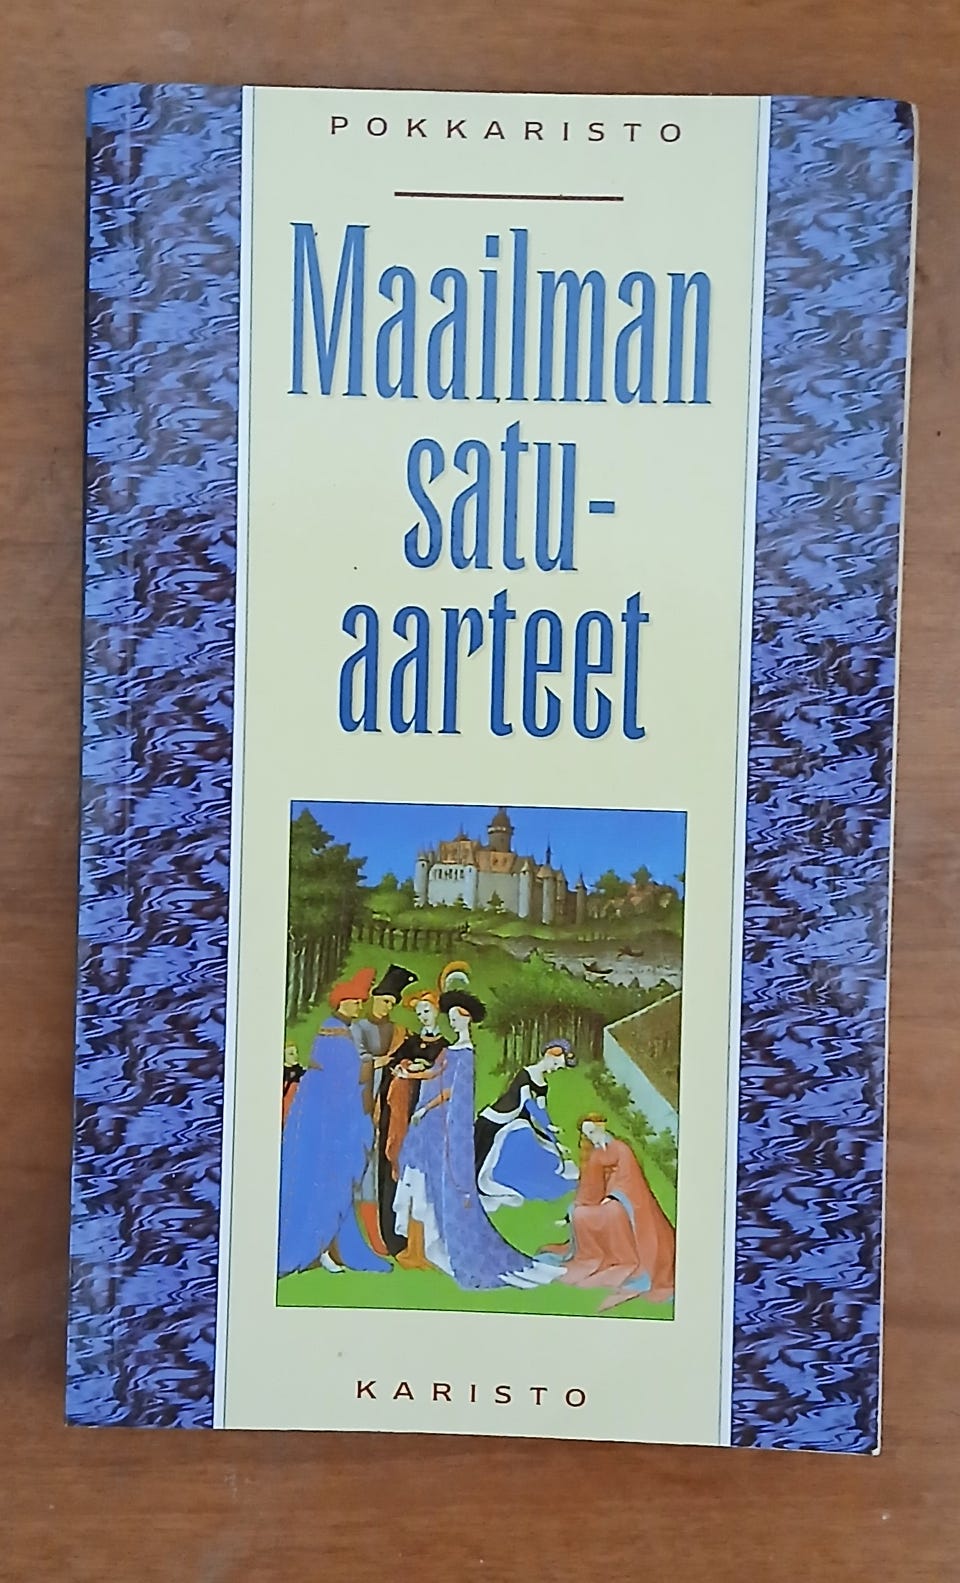 POKKARISTO
Maailman
satu-
aarteet
KARISTO